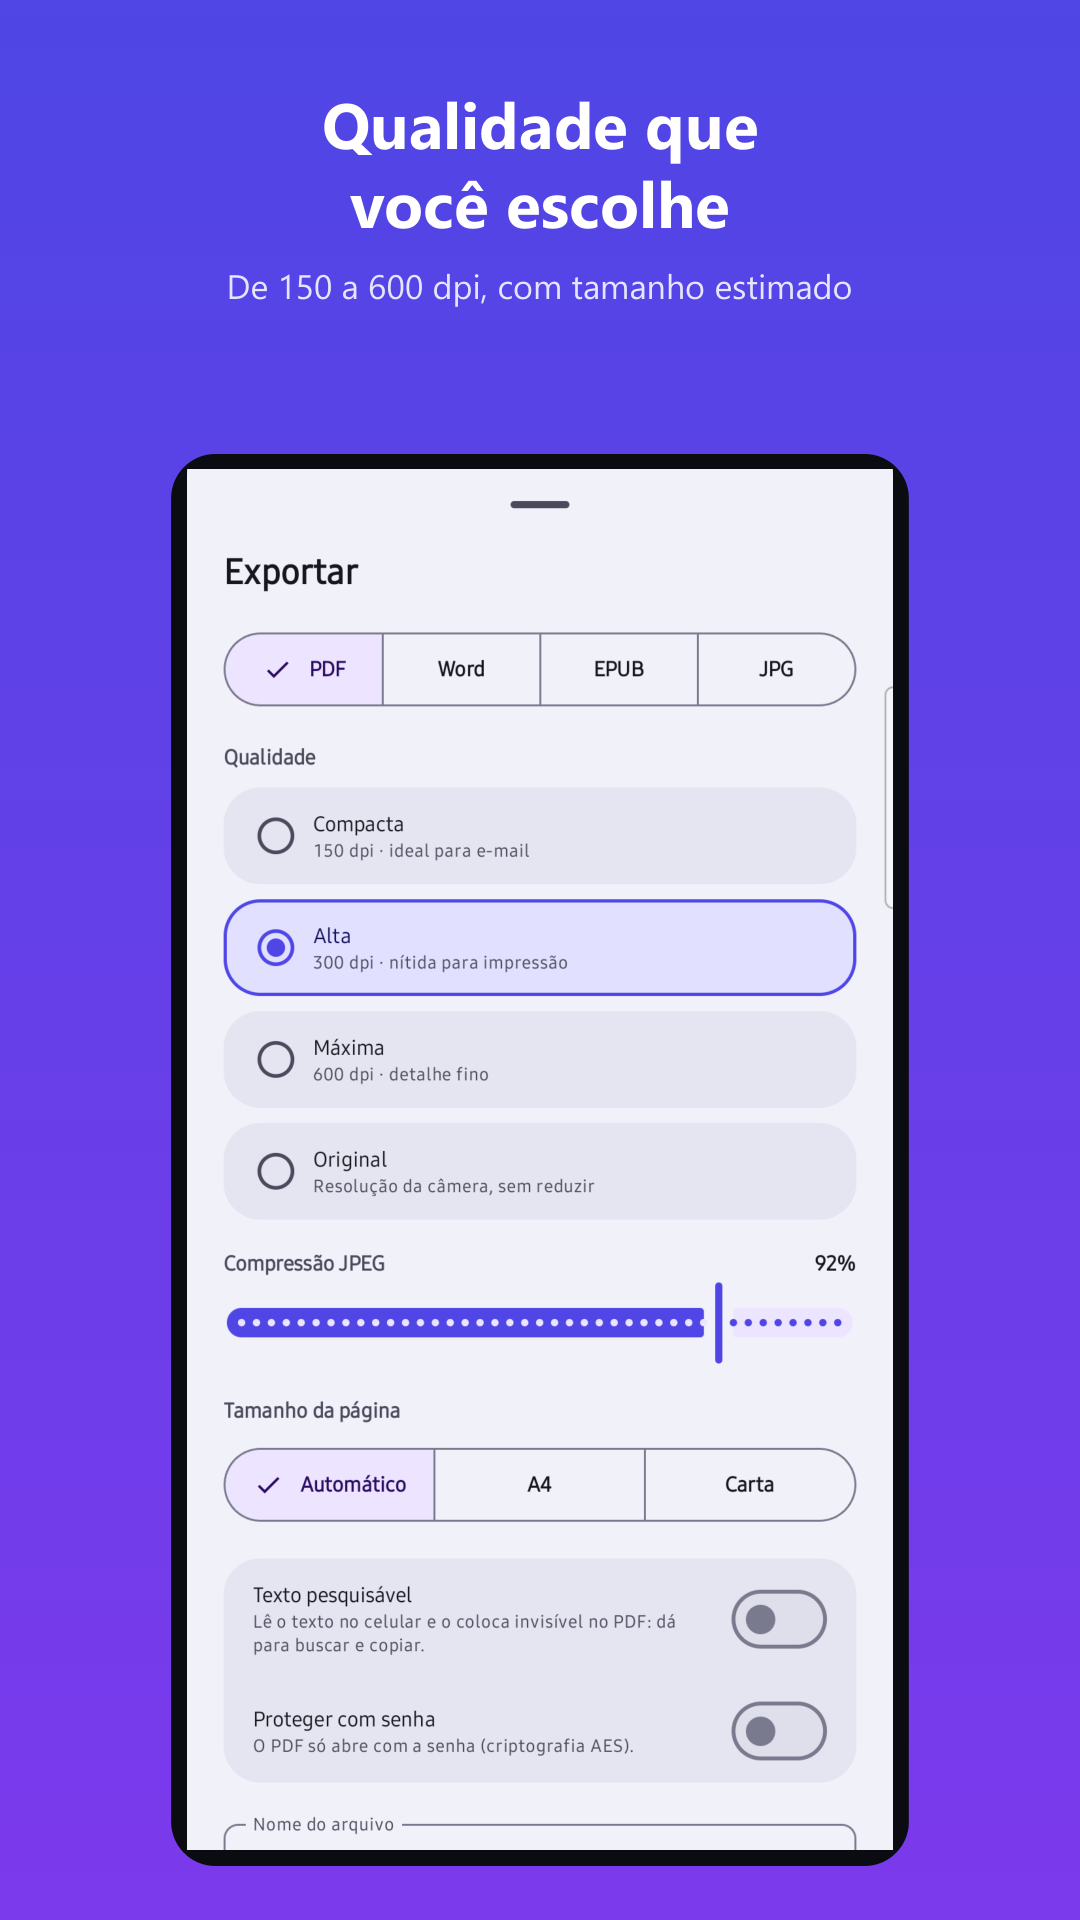 Qualidade que
você escolhe
De 150 a 600 dpi, com tamanho estimado
Exportar
PDF
Word
EPUB
JPG
Qualidade
Compacta
150 dpi · ideal para e-mail
Alta
300 dpi · nítida para impressão
Máxima
600 dpi · detalhe fino
Original
Resolução da câmera, sem reduzir
Compressão JPEG
92%
Tamanho da página
Automático
A4
Carta
Texto pesquisável
Lê o texto no celular e o coloca invisível no PDF: dá
para buscar e copiar.
Proteger com senha
O PDF só abre com a senha (criptografia AES).
Nome do arquivo